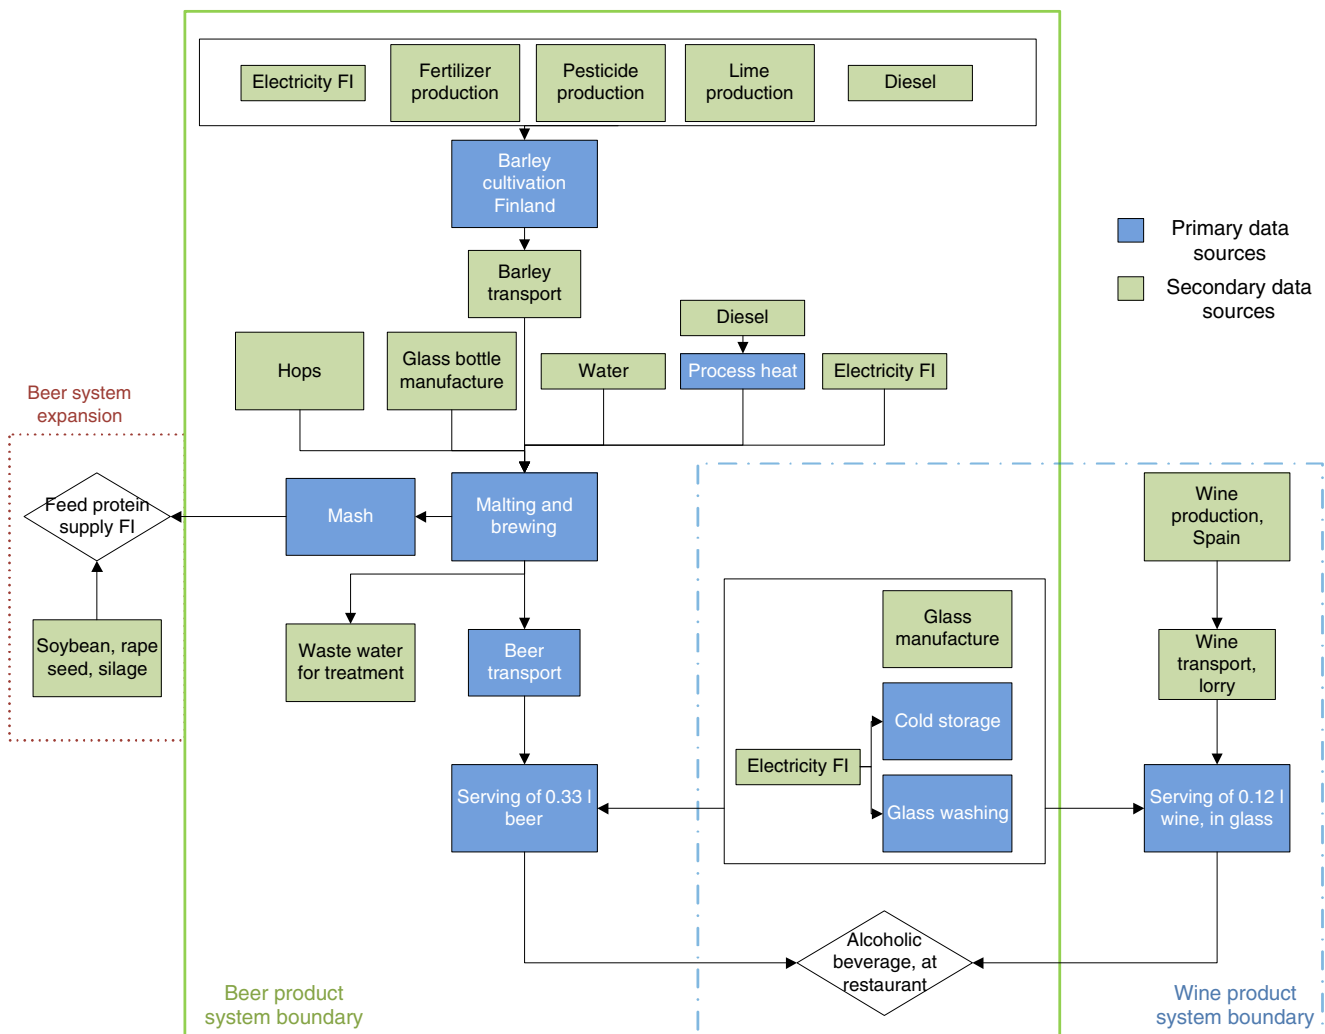 Electricity FI
Fertilizer
production
Pesticide
production
Lime
production
Diesel
Barley
cultivation
Finland
Primary data
sources
Secondary data
sources
Barley
transport
Diesel
Hops
Glass bottle
manufacture
Water
Process heat
Electricity FI
Beer system
expansion
Feed protein
supply FI
Mash
Malting and
brewing
Wine
production,
Spain
Soybean, rape
seed, silage
Waste water
for treatment
Beer
transport
Glass
manufacture
Wine
transport,
lorry
Cold storage
Electricity FI
Glass washing
Serving of 0.33 l
beer
Serving of 0.12 l
wine, in glass
Alcoholic
beverage, at
restaurant
Beer product
system boundary
Wine product
system boundary